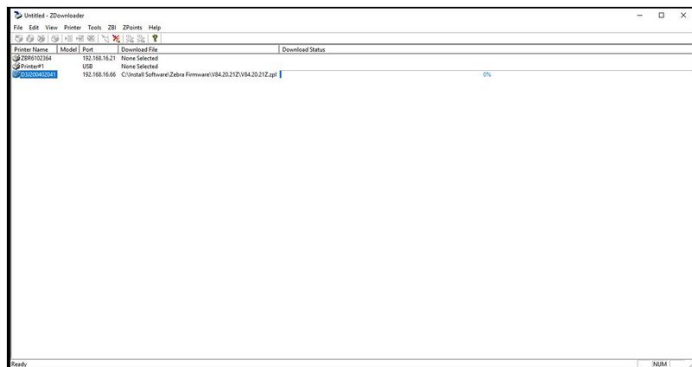 Untitled - ZDownloader
File Edit View Printer Tools ZBI ZPoints Help
Printer Name Model Port Download File Download Status
ZBR6102364 192.168.16.21 None Selected
Printer#1 USB None Selected
D3J200402041 192.168.16.66 C:\Install Software\Zebra Firmware\V84.20.21Z\V84.20.21Z.zpl 0%
Ready NUM